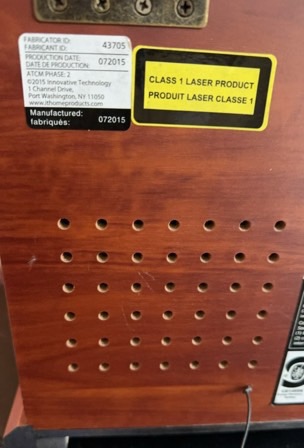 FABRICATOR ID: 43705
FABRICANT ID:
PRODUCTION DATE: 072015
DATE DE PRODUCTION:
ATCM PHASE: 2
©2015 Innovative Technology
1 Channel Drive,
Port Washington, NY 11050
www.ithomeproducts.com
Manufactured:
fabriqués: 072015
CLASS 1 LASER PRODUCT
PRODUIT LASER CLASSE 1